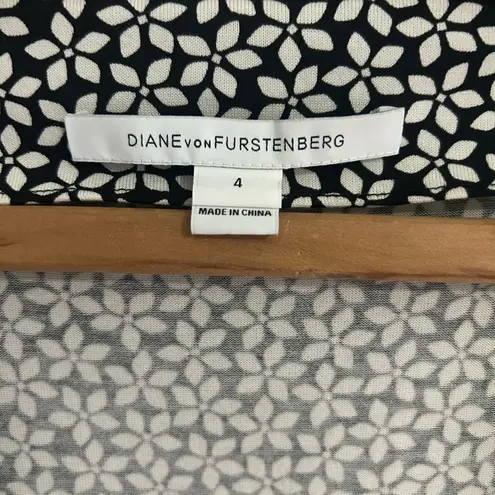 DIANE VON FURSTENBERG
4
MADE IN CHINA